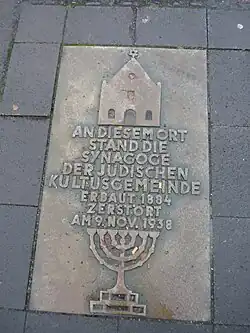 AN DIESEM ORT
STAND DIE
SYNAGOGE
DER JÜDISCHEN
KULTUSGEMEINDE
ERBAUT 1884
ZERSTÖRT
AM 9. NOV. 1938